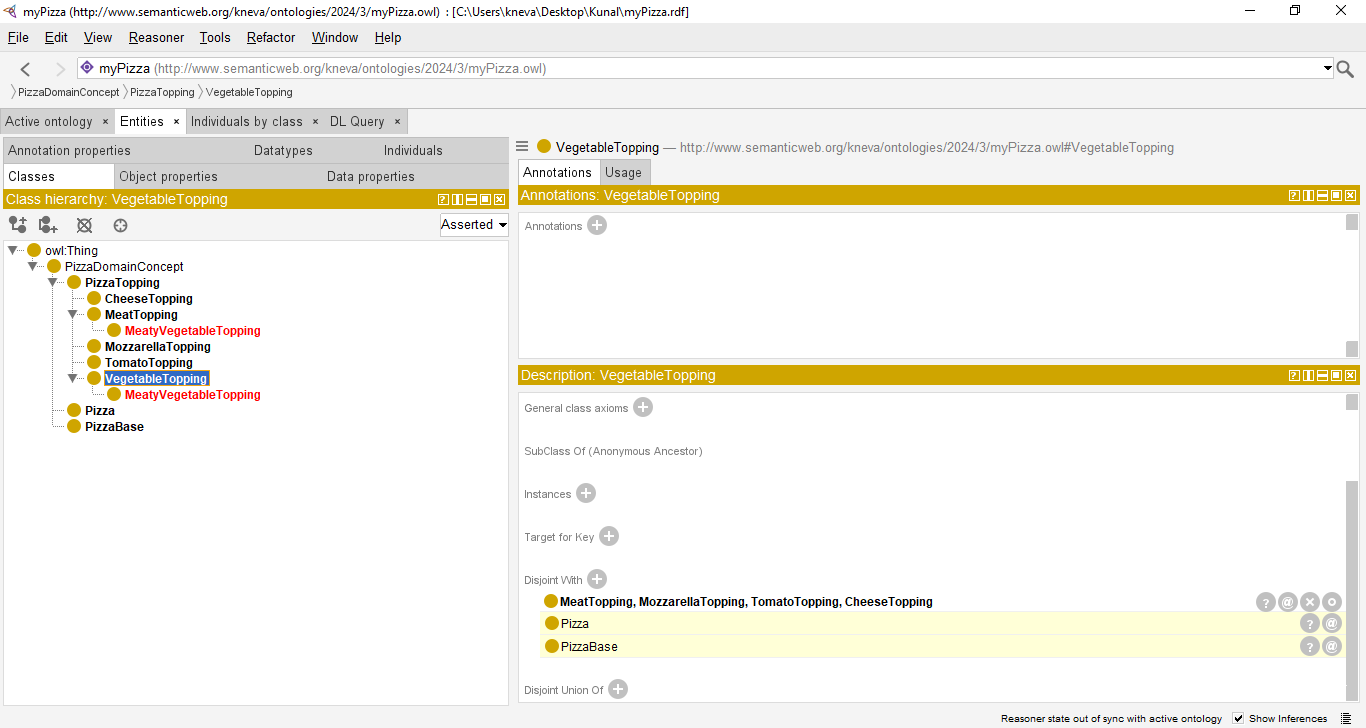 myPizza (http://www.semanticweb.org/kneva/ontologies/2024/3/myPizza.owl) : [C:\Users\kneva\Desktop\Kunal\myPizza.rdf]
File Edit View Reasoner Tools Refactor Window Help
myPizza (http://www.semanticweb.org/kneva/ontologies/2024/3/myPizza.owl)
PizzaDomainConcept PizzaTopping VegetableTopping
Active ontology × Entities × Individuals by class × DL Query ×
Annotation properties Datatypes Individuals
Classes Object properties Data properties
Class hierarchy: VegetableTopping
Asserted
owl:Thing
PizzaDomainConcept
PizzaTopping
CheeseTopping
MeatTopping
MeatyVegetableTopping
MozzarellaTopping
TomatoTopping
VegetableTopping
MeatyVegetableTopping
Pizza
PizzaBase
VegetableTopping — http://www.semanticweb.org/kneva/ontologies/2024/3/myPizza.owl#VegetableTopping
Annotations Usage
Annotations: VegetableTopping
Annotations
Description: VegetableTopping
General class axioms
SubClass Of (Anonymous Ancestor)
Instances
Target for Key
Disjoint With
MeatTopping, MozzarellaTopping, TomatoTopping, CheeseTopping
Pizza
PizzaBase
Disjoint Union Of
Reasoner state out of sync with active ontology Show Inferences